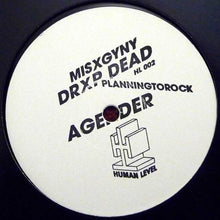 MISXGYNY
DRXP DEAD
HL 002
PLANNINGTOROCK
AGENDER
HUMAN LEVEL